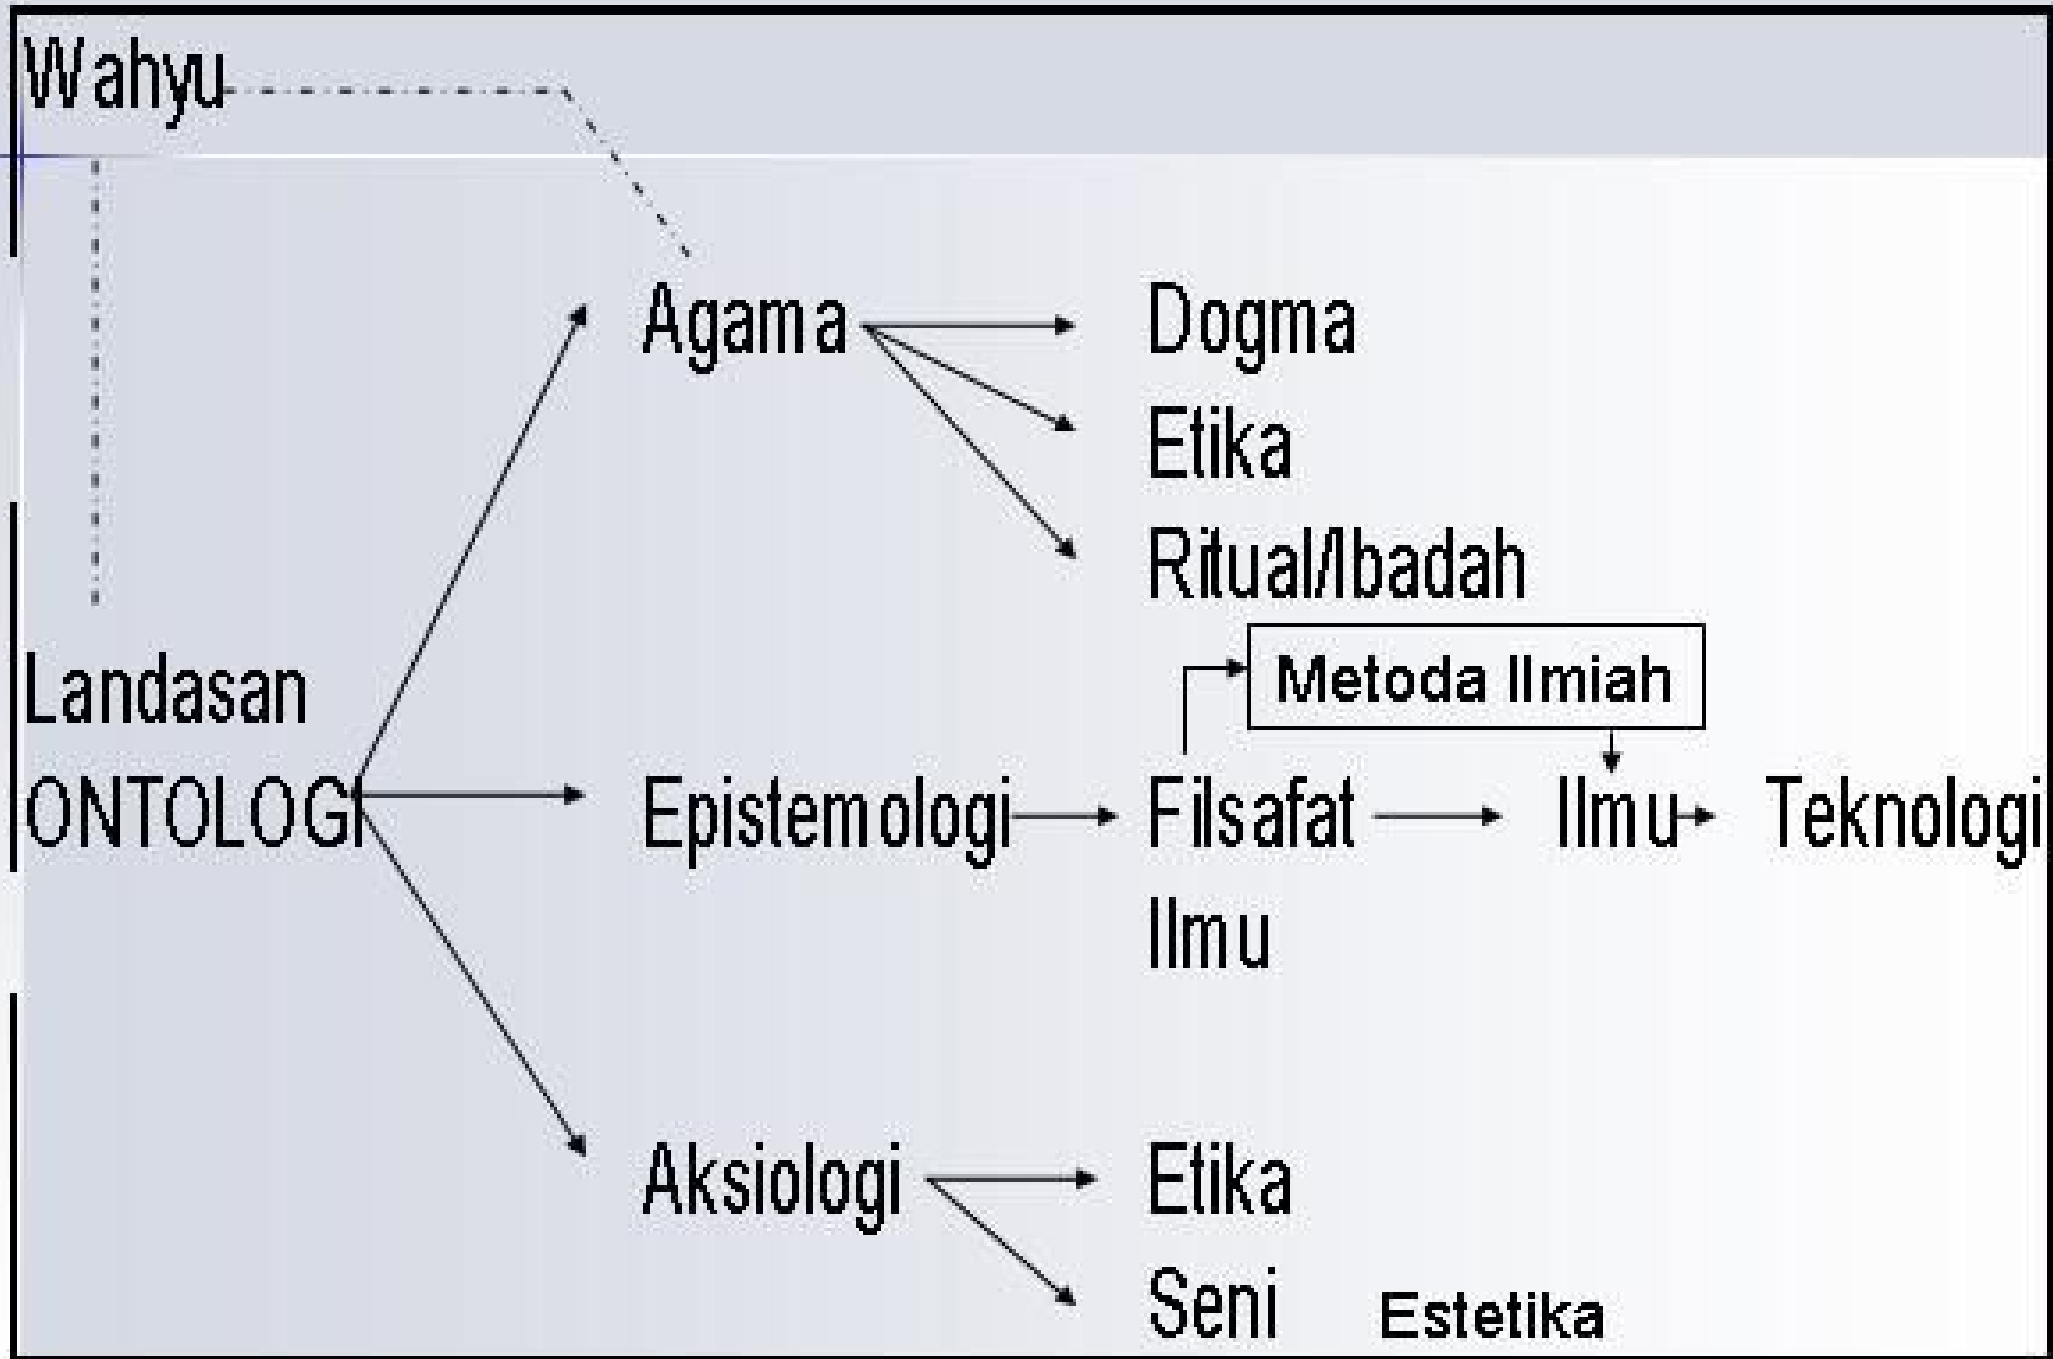 Wahyu
Agama Dogma
Etika
Ritual/Ibadah
Landasan Metoda Ilmiah
ONTOLOGI Epistemologi Filsafat Ilmu Teknologi
Ilmu
Aksiologi Etika
Seni Estetika